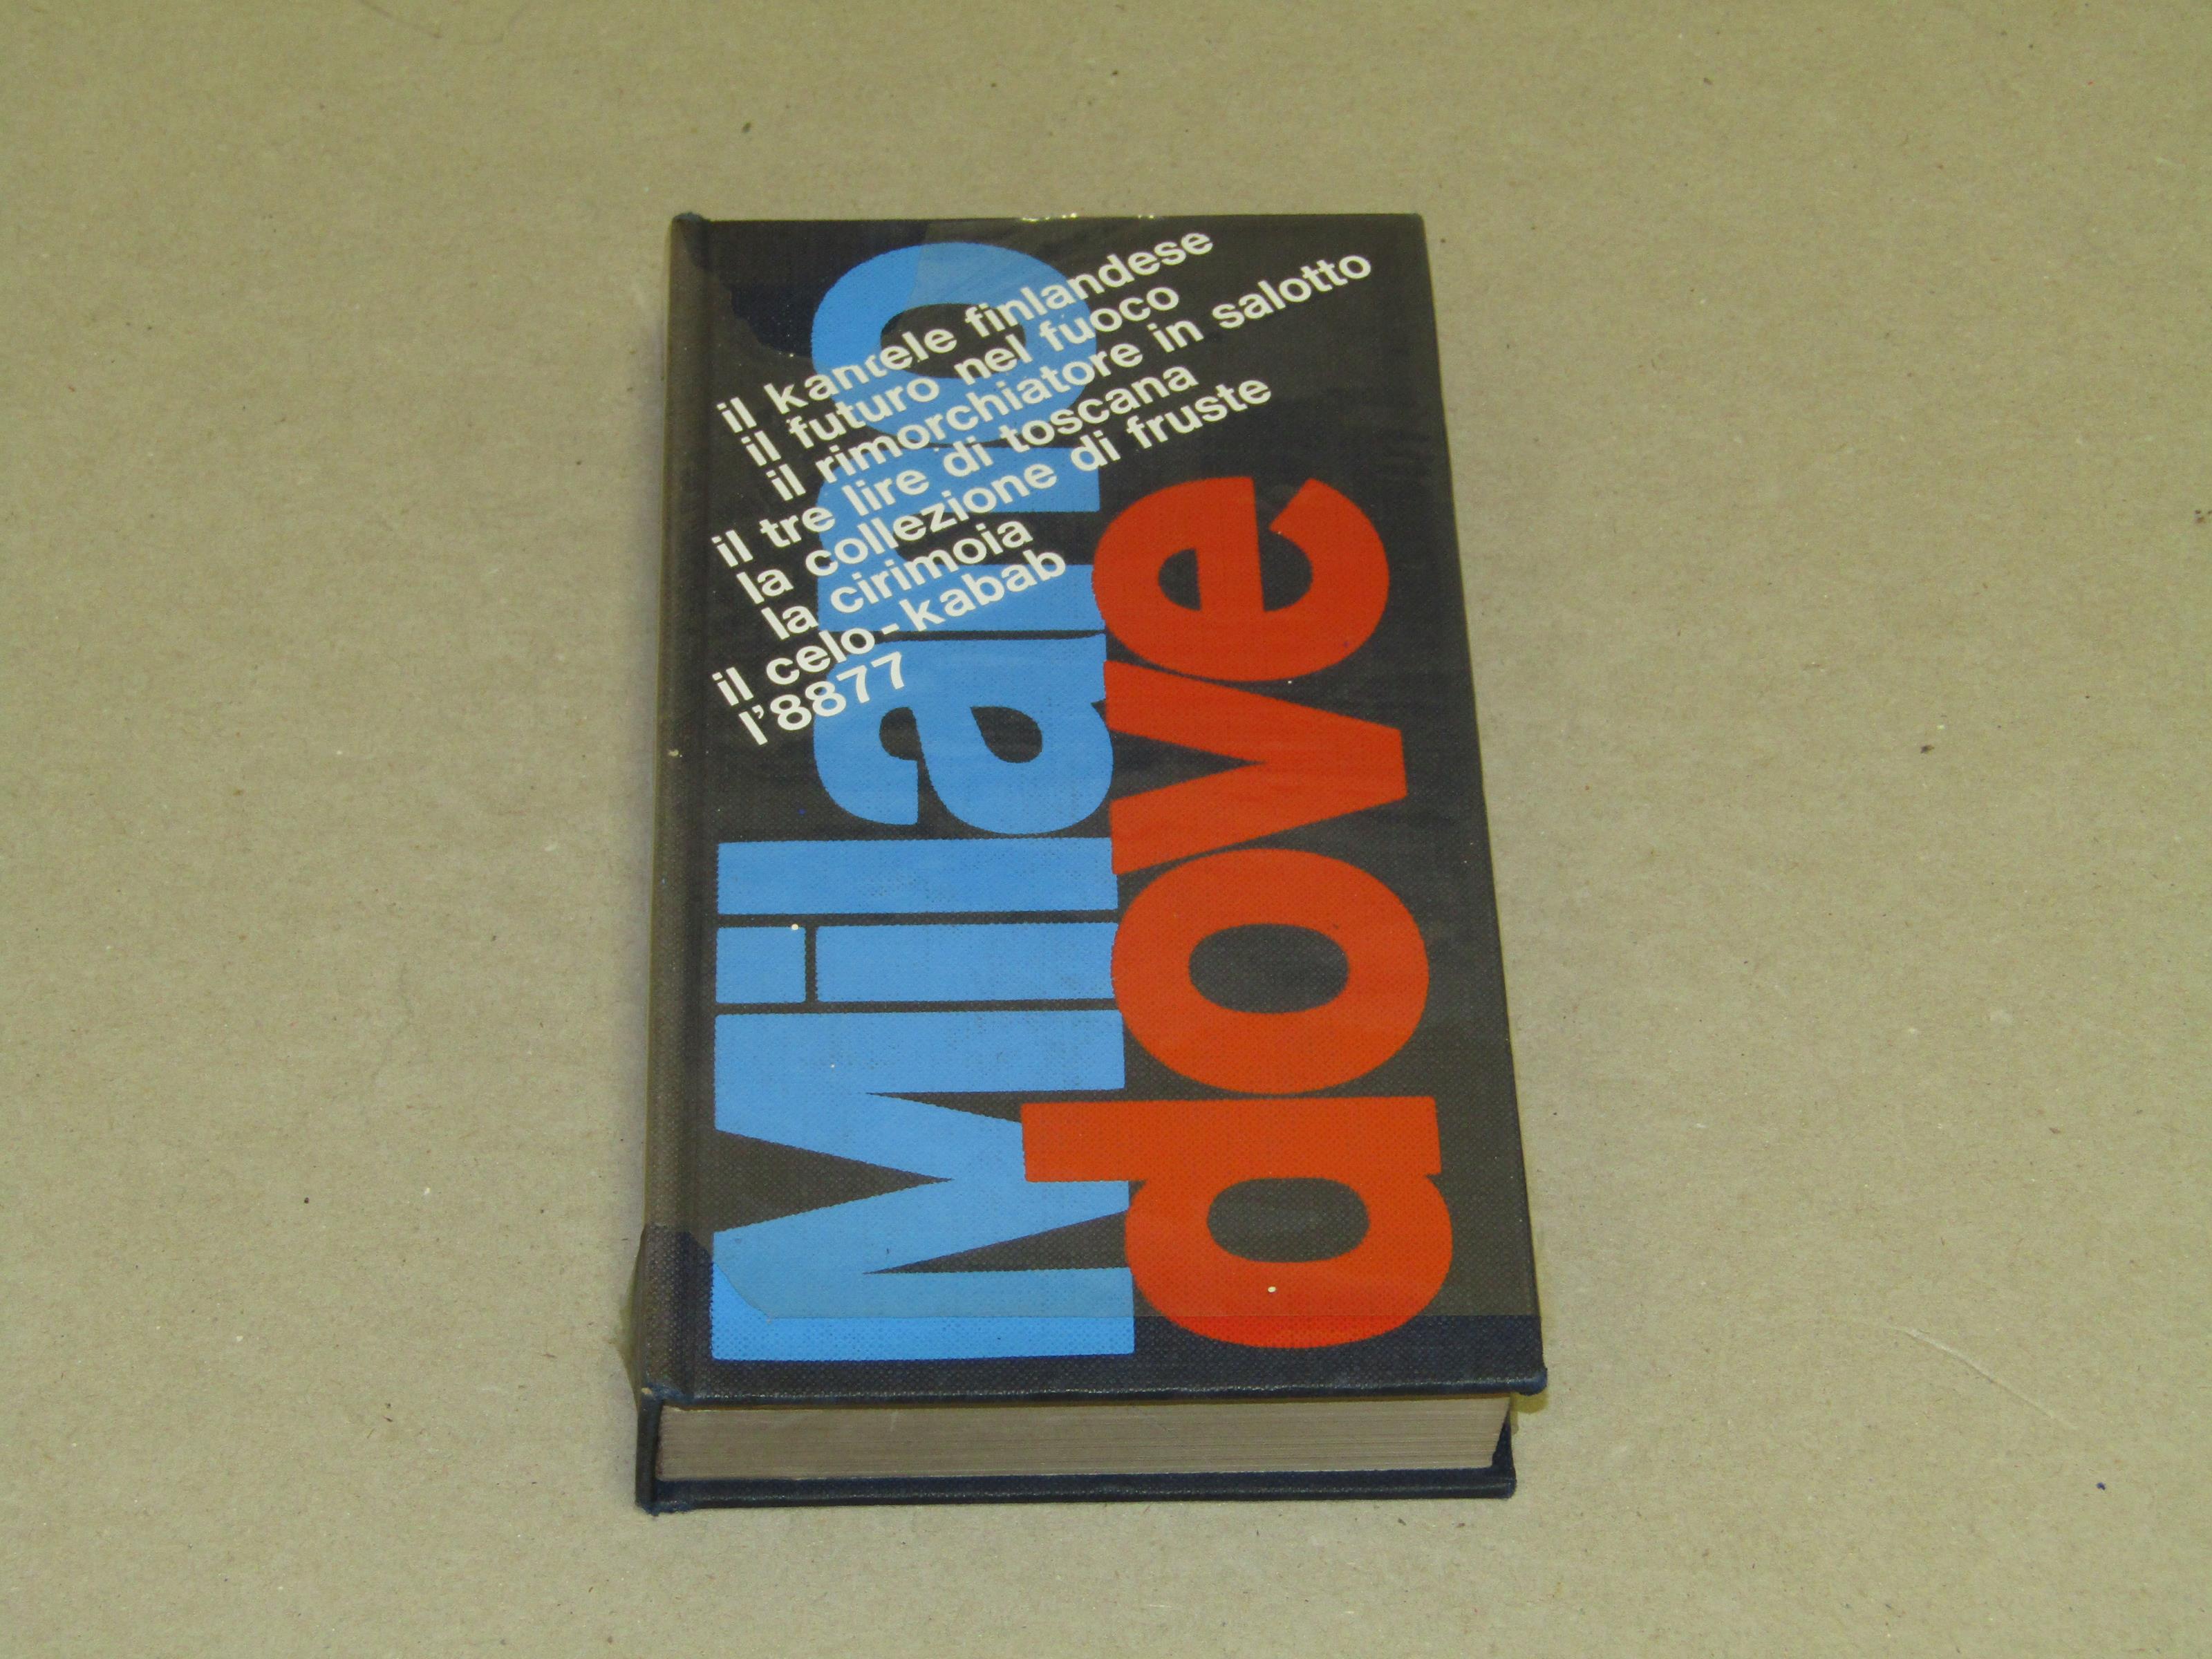 il kantele finlandese
il futuro nel fuoco
il rimorchiatore in salotto
il tre lire di toscana
la collezione di fruste
la cirimoia
il celo-kabab
l'8877
Milano
dove